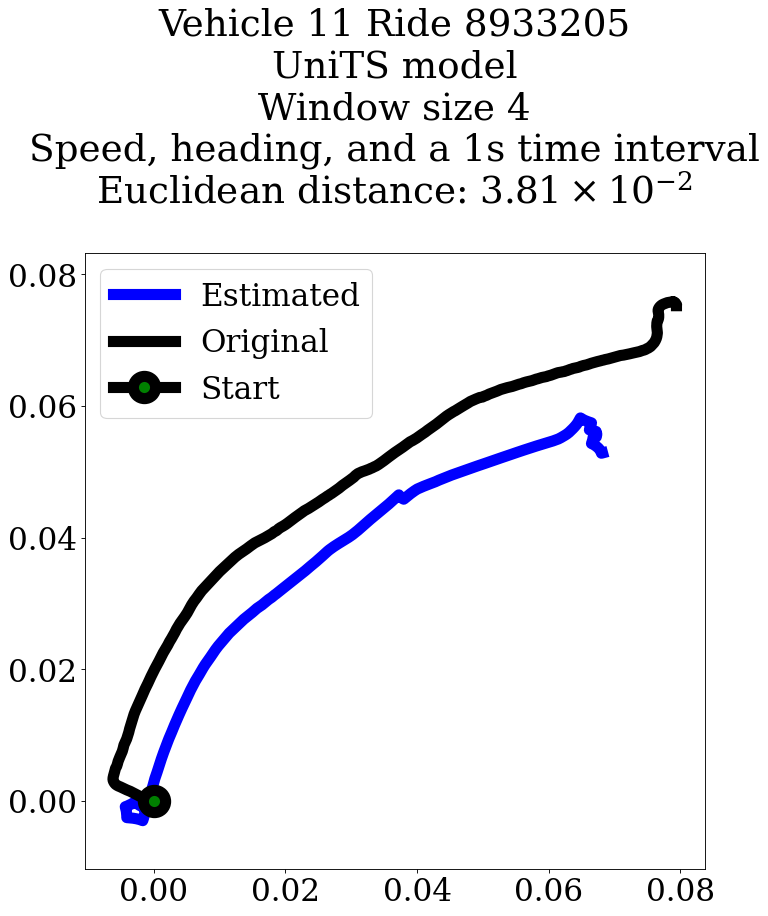 Vehicle 11 Ride 8933205
UniTS model
Window size 4
Speed, heading, and a 1s time interval
Euclidean distance: 3.81 × 10⁻²
Estimated
Original
Start
0.08
0.06
0.04
0.02
0.00
0.00 0.02 0.04 0.06 0.08